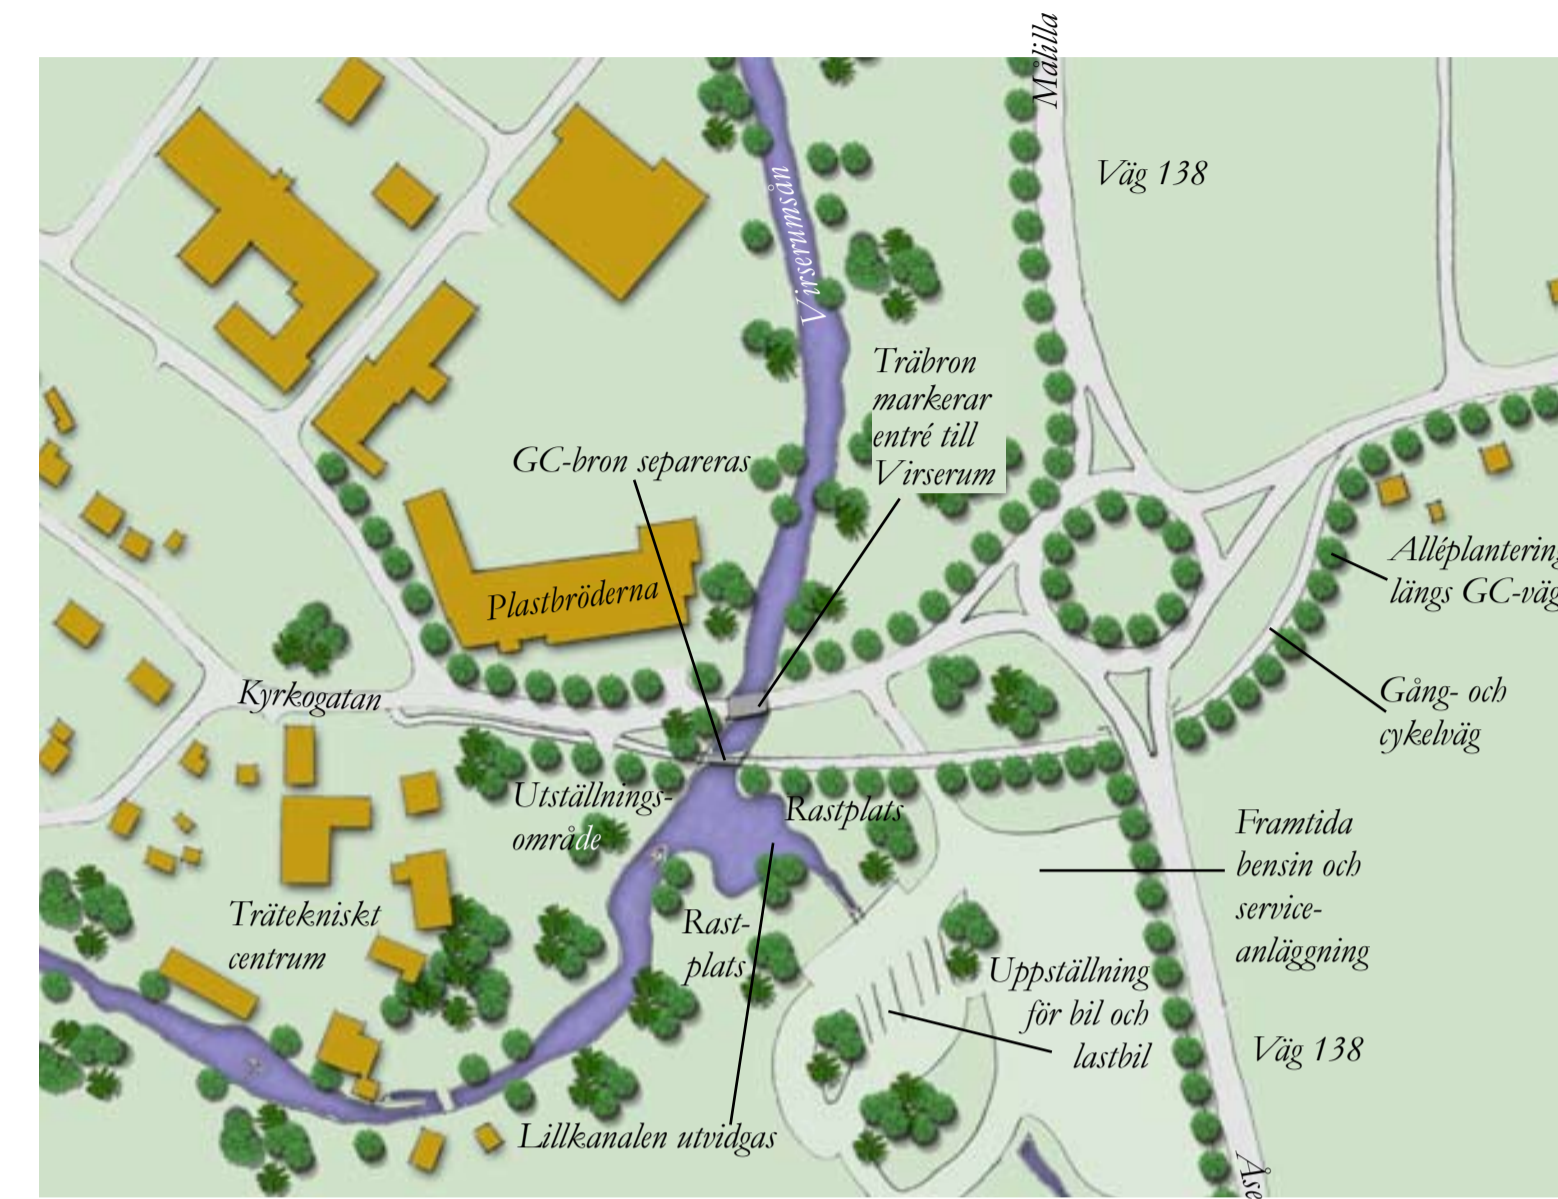 Målilla
Väg 138
Virserumsån
Träbron
markerar
entré till
Virserum
GC-bron separeras
Alléplantering
längs GC-väg
Plastbröderna
Gång- och
cykelväg
Kyrkogatan
Utställnings-
område
Rastplats
Framtida
bensin och
service-
anläggning
Trätekniskt
centrum
Rast-
plats
Uppställning
för bil och
lastbil
Väg 138
Lillkanalen utvidgas
Åse